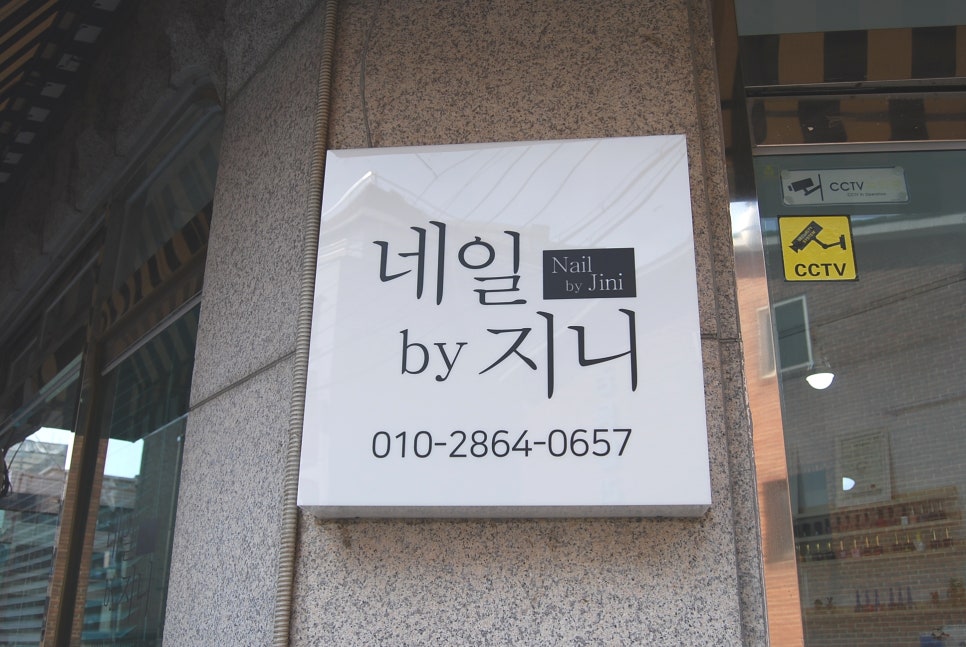 네일
Nail
by Jini
by 지니
010-2864-0657
CCTV
CCTV